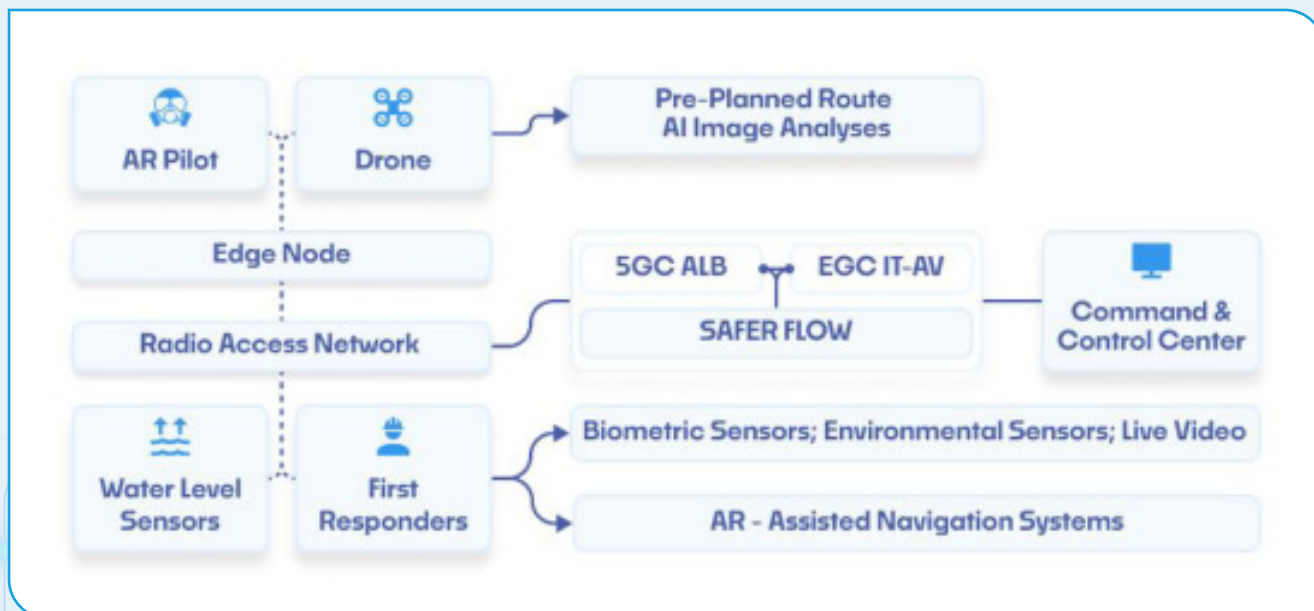 AR Pilot
Drone
Pre-Planned Route
AI Image Analyses
Edge Node
5GC ALB
EGC IT-AV
SAFER FLOW
Command &
Control Center
Radio Access Network
Water Level
Sensors
First
Responders
Biometric Sensors; Environmental Sensors; Live Video
AR - Assisted Navigation Systems